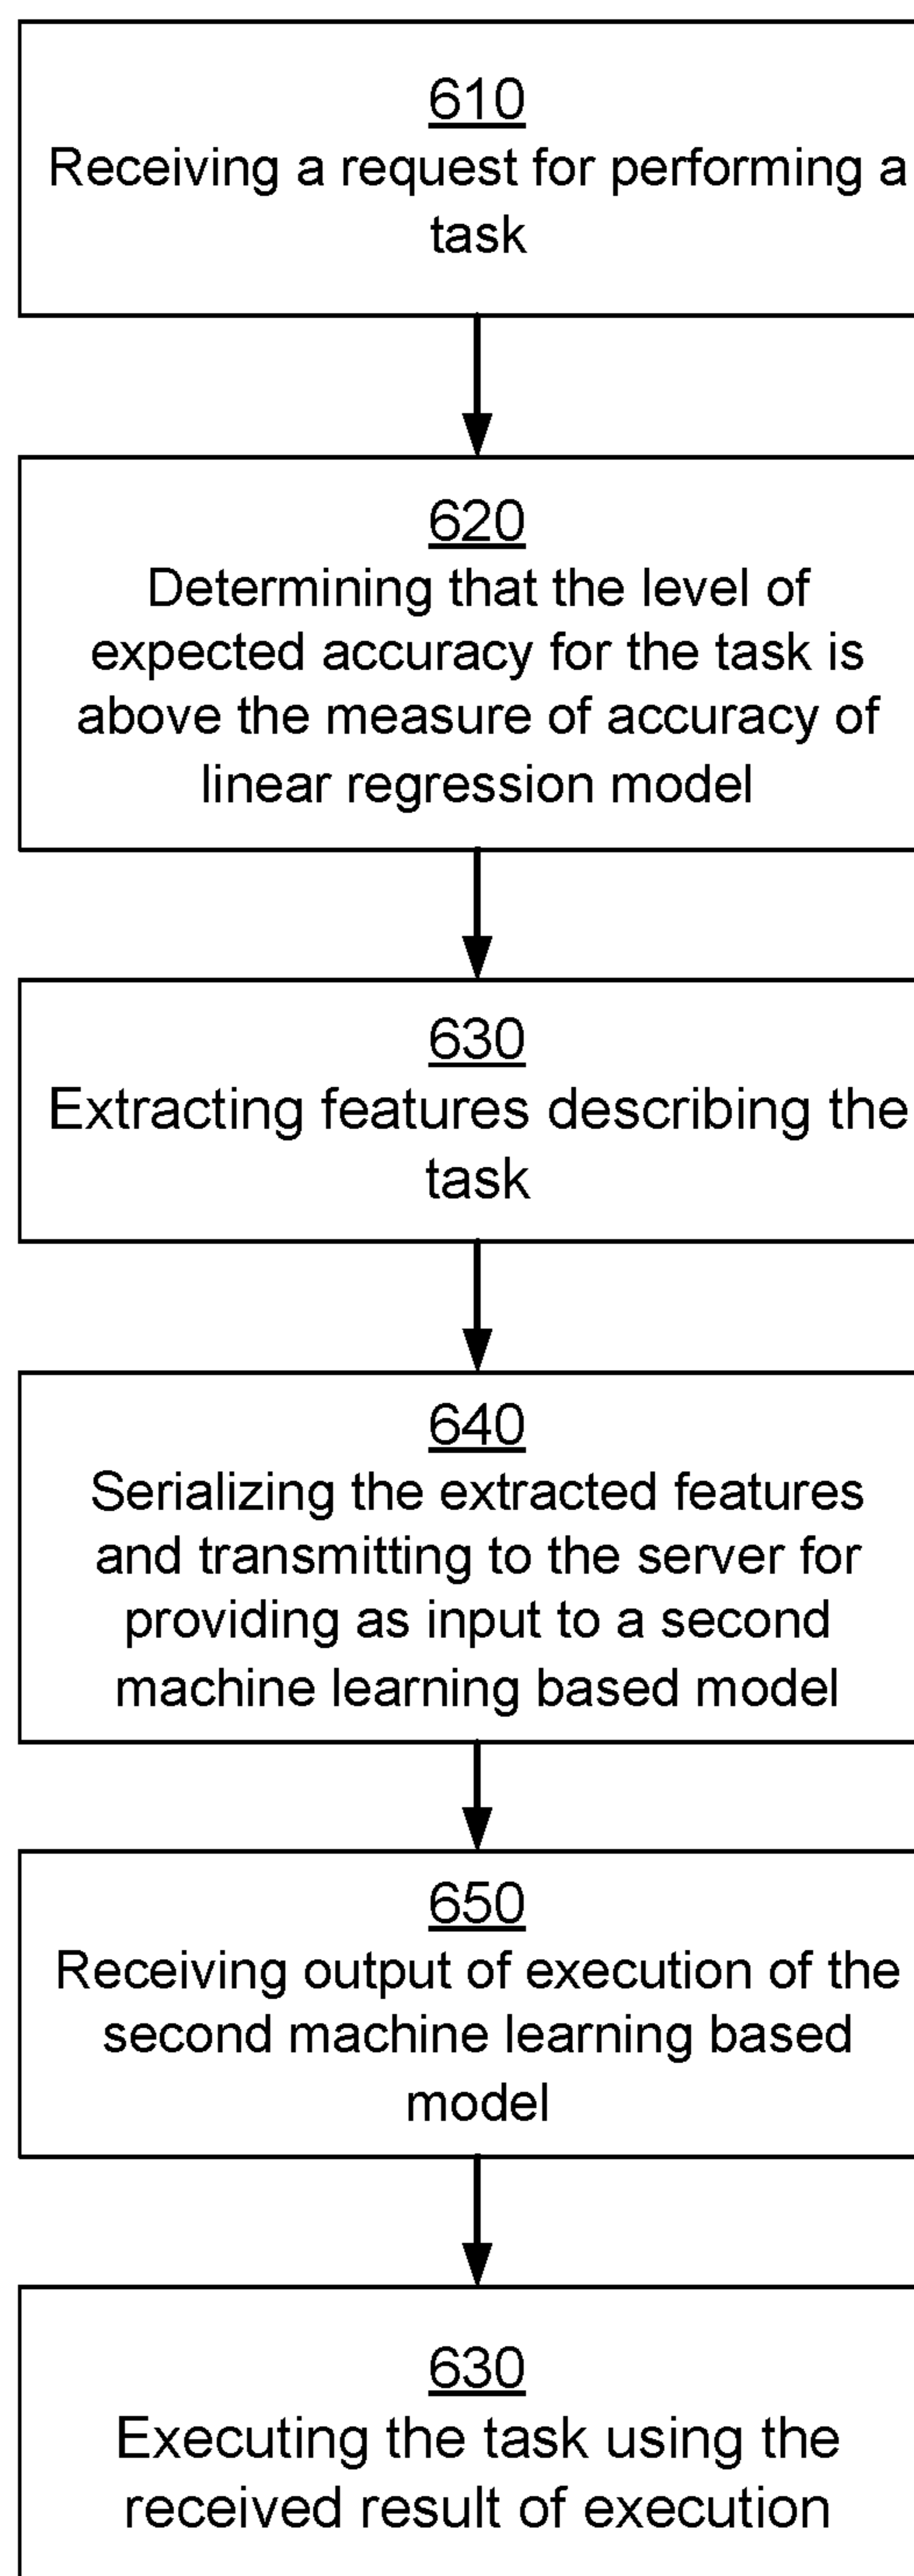 610
Receiving a request for performing a
task
620
Determining that the level of
expected accuracy for the task is
above the measure of accuracy of
linear regression model
630
Extracting features describing the
task
640
Serializing the extracted features
and transmitting to the server for
providing as input to a second
machine learning based model
650
Receiving output of execution of the
second machine learning based
model
630
Executing the task using the
received result of execution